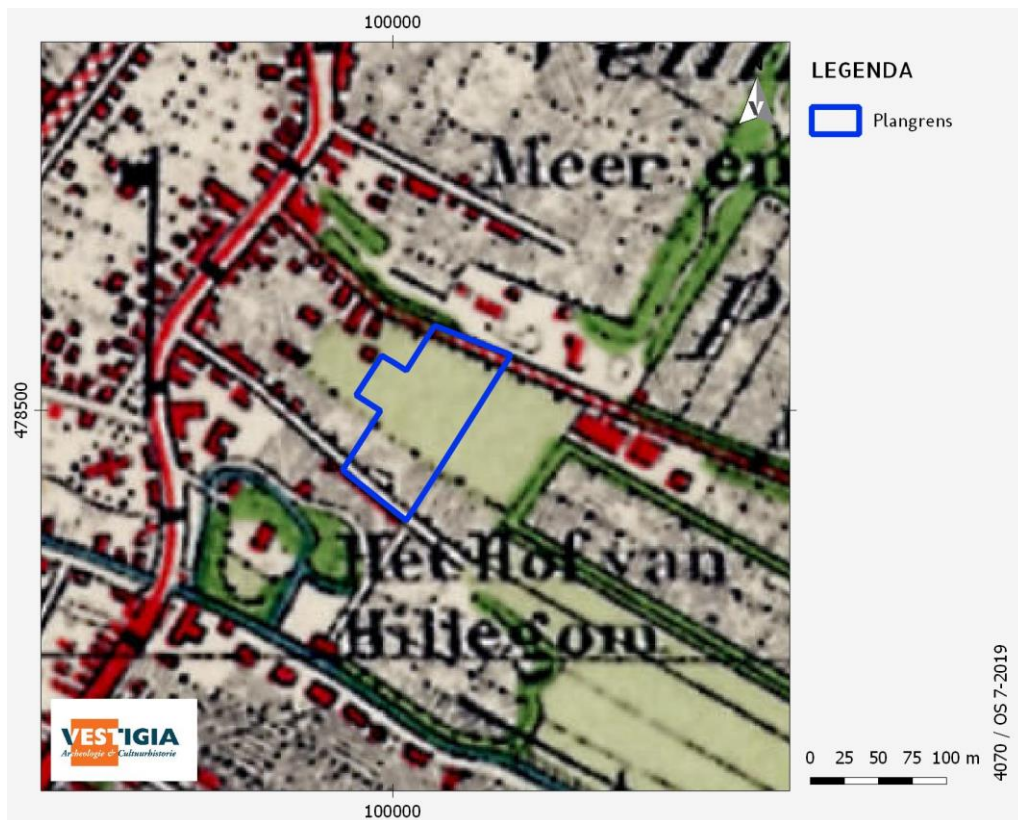 100000
LEGENDA
Plangrens
Meer en
478500
Het Hof van
Hillegom
VESTIGIA
Archeologie & Cultuurhistorie
0 25 50 75 100 m
4070 / OS 7-2019
100000